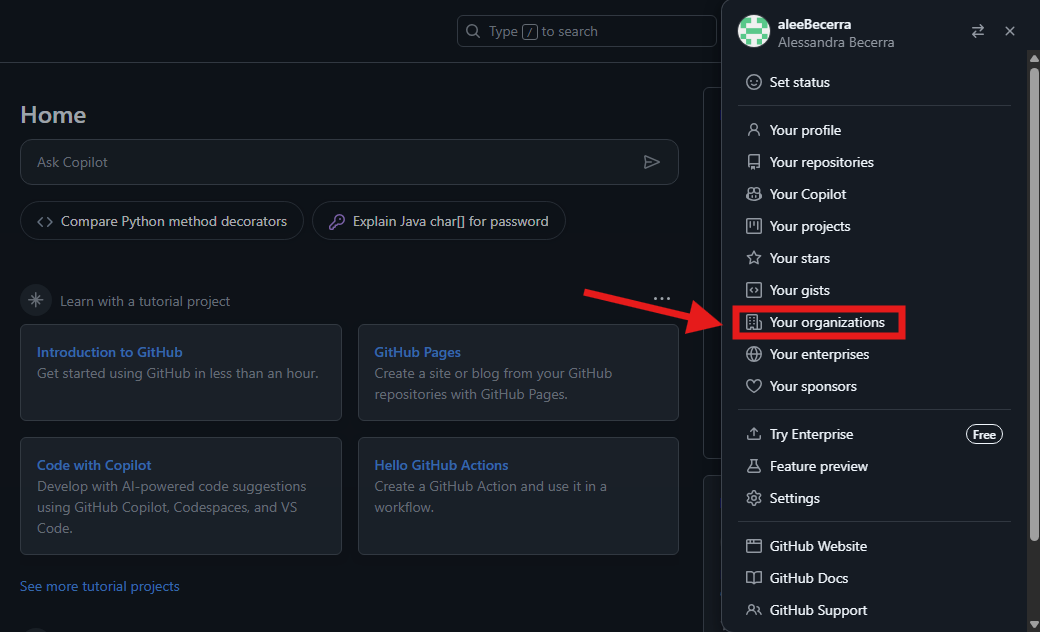 Type / to search
Home
Ask Copilot
Compare Python method decorators
Explain Java char[] for password
Learn with a tutorial project
Introduction to GitHub
Get started using GitHub in less than an hour.
GitHub Pages
Create a site or blog from your GitHub
repositories with GitHub Pages.
Code with Copilot
Develop with AI-powered code suggestions
using GitHub Copilot, Codespaces, and VS
Code.
Hello GitHub Actions
Create a GitHub Action and use it in a
workflow.
See more tutorial projects
aleeBecerra
Alessandra Becerra
Set status
Your profile
Your repositories
Your Copilot
Your projects
Your stars
Your gists
Your organizations
Your enterprises
Your sponsors
Try Enterprise
Free
Feature preview
Settings
GitHub Website
GitHub Docs
GitHub Support